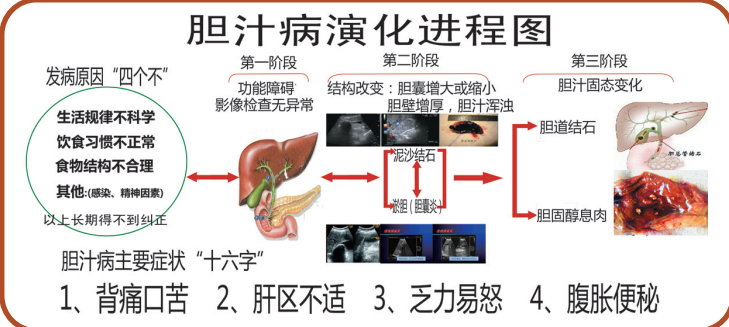 胆汁病演化进程图
发病原因“四个不”
生活规律不科学
饮食习惯不正常
食物结构不合理
其他:(感染、精神因素)
以上长期得不到纠正
第一阶段
功能障碍
影像检查无异常
第二阶段
结构改变：胆囊增大或缩小
胆壁增厚，胆汁浑浊
泥沙结石
瘀胆（胆囊炎）
第三阶段
胆汁固态变化
胆道结石
胆固醇息肉
胆汁病主要症状“十六字”
1、背痛口苦 2、肝区不适 3、乏力易怒 4、腹胀便秘